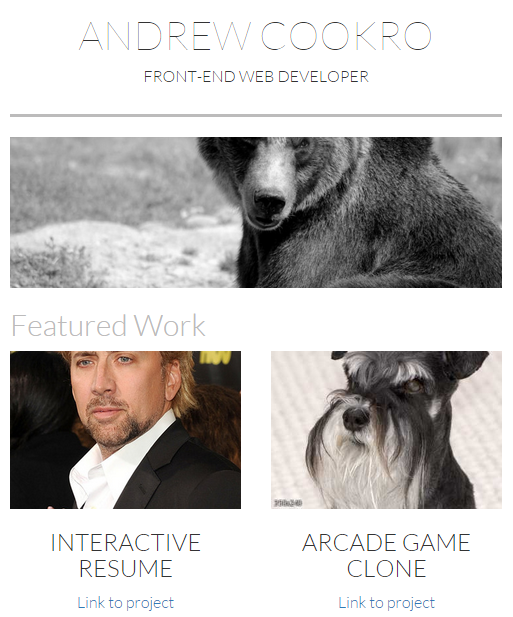 ANDREW COOKRO
FRONT-END WEB DEVELOPER
Featured Work
INTERACTIVE
RESUME
Link to project
ARCADE GAME
CLONE
Link to project